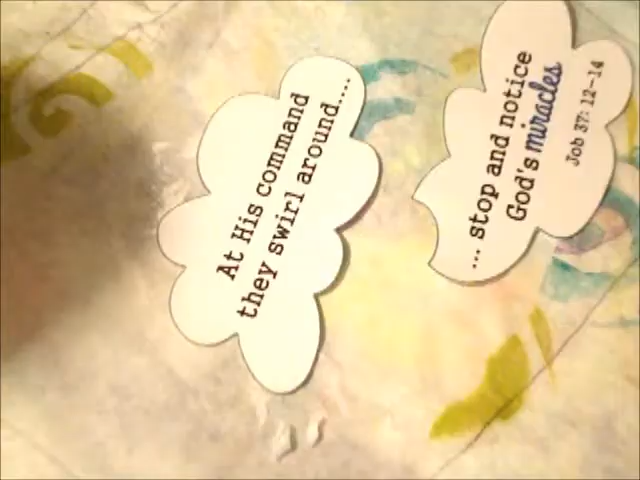 At His command
they swirl around....
... stop and notice
God's miracles
Job 37: 12-14